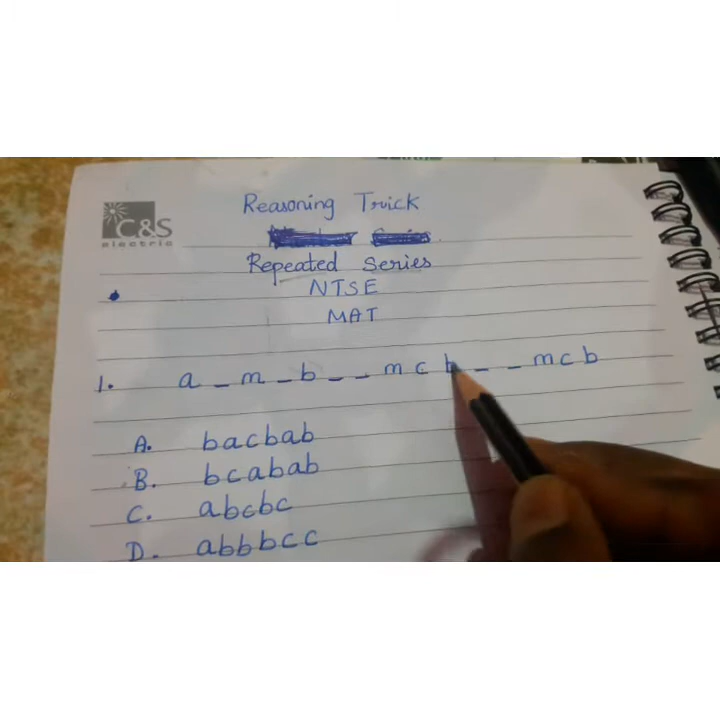 C&S
electric
Reasoning Trick
Repeated Series
NTSE
MAT
1. a _ m _ b _ _ m c b _ _ m c b
A. bacbab
B. bcabab
C. abcbc
D. abbbcc